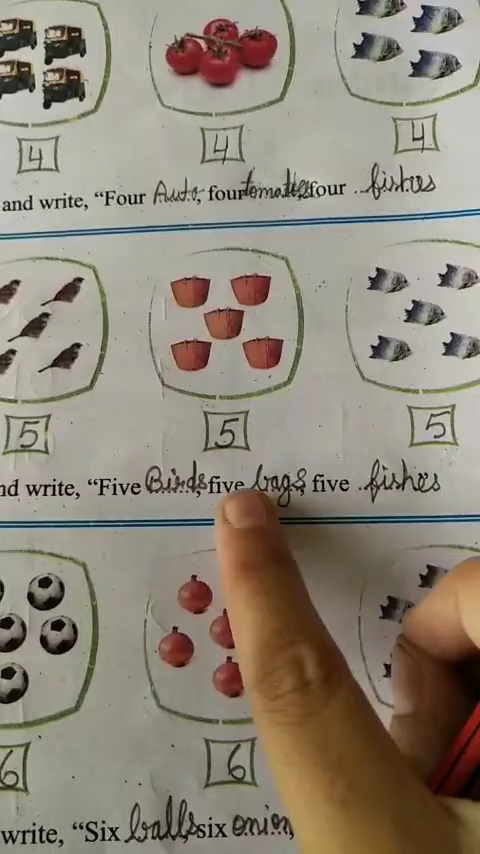 4 4 4
and write, "Four Auto, four tomatoes, four fishes
5 5 5
nd write, "Five Birds, five bags, five fishes
6 6
write, "Six balls, six onion,